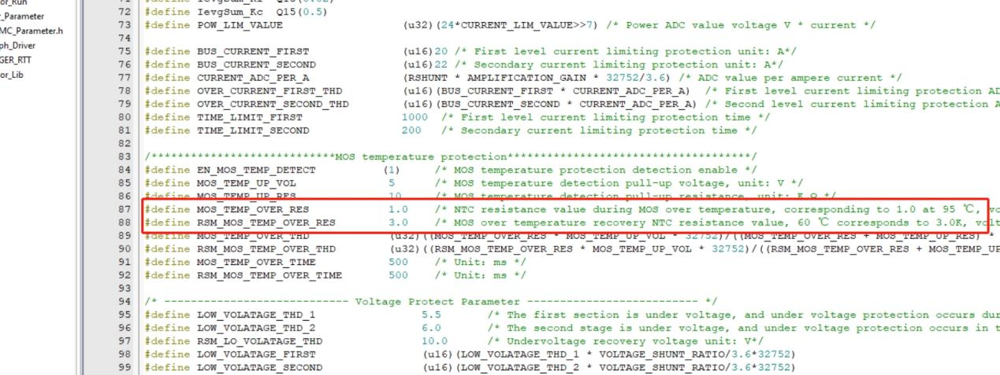 or_Run
r_Parameter
MC_Parameter.h
ph_Driver
GER_RTT
or_Lib
72 #define IevgSum_Kc Q15(0.5)
73 #define POW_LIM_VALUE (u32)(24*CURRENT_LIM_VALUE>>7) /* Power ADC value voltage V * current */
74
75 #define BUS_CURRENT_FIRST (u16)20 /* First level current limiting protection unit: A*/
76 #define BUS_CURRENT_SECOND (u16)22 /* Secondary current limiting protection unit: A*/
77 #define CURRENT_ADC_PER_A (RSHUNT * AMPLIFICATION_GAIN * 32752/3.6) /* ADC value per ampere current */
78 #define OVER_CURRENT_FIRST_THD (u16)(BUS_CURRENT_FIRST * CURRENT_ADC_PER_A) /* First level current limiting protection AD
79 #define OVER_CURRENT_SECOND_THD (u16)(BUS_CURRENT_SECOND * CURRENT_ADC_PER_A) /* Second level current limiting protection A
80 #define TIME_LIMIT_FIRST 1000 /* First level current limiting protection time */
81 #define TIME_LIMIT_SECOND 200 /* Secondary current limiting protection time */
82
83 /****************************MOS temperature protection************************************/
84 #define EN_MOS_TEMP_DETECT (1) /* MOS temperature protection detection enable */
85 #define MOS_TEMP_UP_VOL 5 /* MOS temperature detection pull-up voltage, unit: V */
86 #define MOS_TEMP_UP_RES 10 /* MOS temperature detection pull-up resistance, unit: K Ω */
87 #define MOS_TEMP_OVER_RES 1.0 /* NTC resistance value during MOS over temperature, corresponding to 1.0 at 95 ℃, vo
88 #define RSM_MOS_TEMP_OVER_RES 3.0 /* MOS over temperature recovery NTC resistance value, 60 ℃ corresponds to 3.0K, volt
89 #define MOS_TEMP_OVER_THD (u32)((MOS_TEMP_OVER_RES * MOS_TEMP_UP_VOL * 32752)/((MOS_TEMP_OVER_RES + MOS_TEMP_UP_RES) *
90 #define RSM_MOS_TEMP_OVER_THD (u32)((RSM_MOS_TEMP_OVER_RES * MOS_TEMP_UP_VOL * 32752)/((RSM_MOS_TEMP_OVER_RES + MOS_TEMP_UP
91 #define MOS_TEMP_OVER_TIME 500 /* Unit: ms */
92 #define RSM_MOS_TEMP_OVER_TIME 500 /* Unit: ms */
93
94 /* --------------------------- Voltage Protect Parameter ------------------------- */
95 #define LOW_VOLATAGE_THD_1 5.5 /* The first section is under voltage, and under voltage protection occurs dur
96 #define LOW_VOLATAGE_THD_2 6.0 /* The second stage is under voltage, and under voltage protection occurs in t
97 #define RSM_LO_VOLATAGE_THD 10.0 /* Undervoltage recovery voltage unit: V*/
98 #define LOW_VOLATAGE_FIRST (u16)(LOW_VOLATAGE_THD_1 * VOLTAGE_SHUNT_RATIO/3.6*32752)
99 #define LOW_VOLATAGE_SECOND (u16)(LOW_VOLATAGE_THD_2 * VOLTAGE_SHUNT_RATIO/3.6*32752)